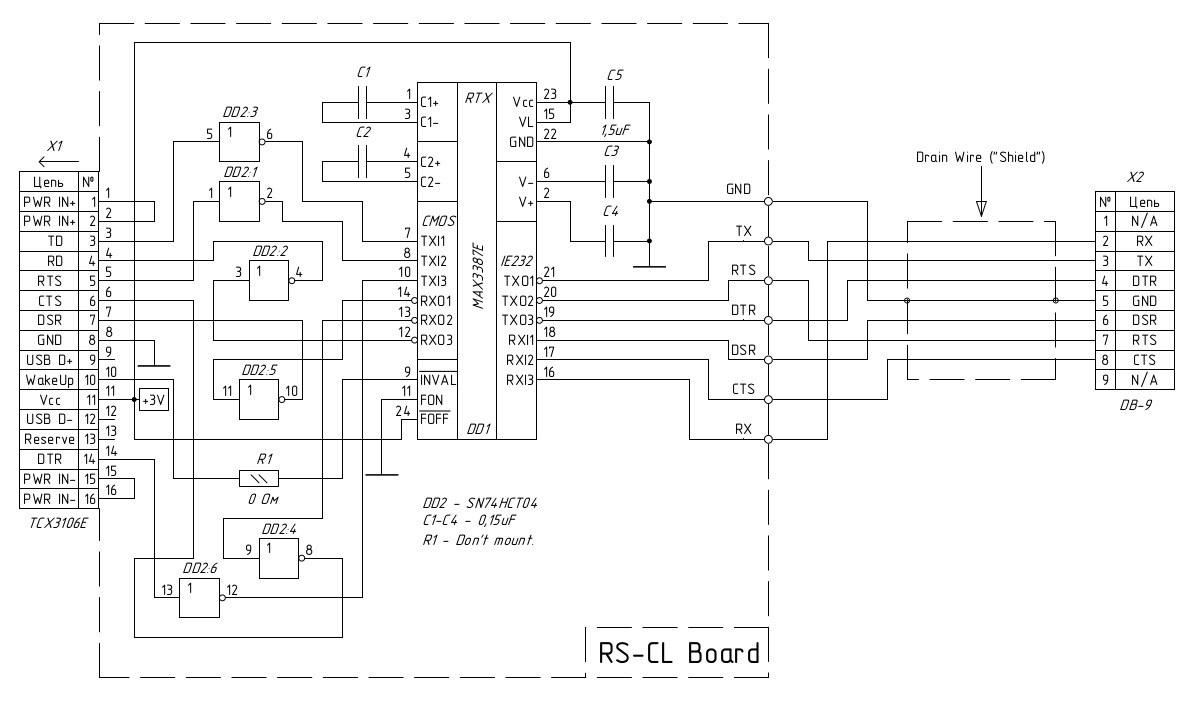 X1
Цепь № 
PWR IN+ 1 1
PWR IN+ 2 2
TD 3 3
RD 4 4
RTS 5 5
CTS 6 6
DSR 7 7
GND 8 8
USB D+ 9 9
WakeUp 10 10
Vcc 11 11
USB D- 12 12
Reserve 13 13
DTR 14 14
PWR IN- 15 15
PWR IN- 16 16
TCX3106E
+3V
DD2:3
5 1 6
DD2:1
1 1 2
DD2:2
3 1 4
DD2:5
11 1 10
R1
0 Ом
DD2:4
9 1 8
DD2:6
13 1 12
C1
C2
1 C1+
3 C1-
4 C2+
5 C2-
CMOS
7 TXI1
8 TXI2
10 TXI3
14 RXO1
13 RXO2
12 RXO3
9 INVAL
11 FON
24 FOFF
RTX
MAX3387E
DD1
Vcc 23
VL 15
GND 22
V- 6
V+ 2
IE232
TXO1 21
TXO2 20
TXO3 19
RXI1 18
RXI2 17
RXI3 16
C5
1,5uF
C3
C4
DD2 - SN74HCT04
C1-C4 - 0,15uF
R1 - Don't mount.
GND
TX
RTS
DTR
DSR
CTS
RX
RS-CL Board
Drain Wire ("Shield")
X2
№ Цепь
1 N/A
2 RX
3 TX
4 DTR
5 GND
6 DSR
7 RTS
8 CTS
9 N/A
DB-9